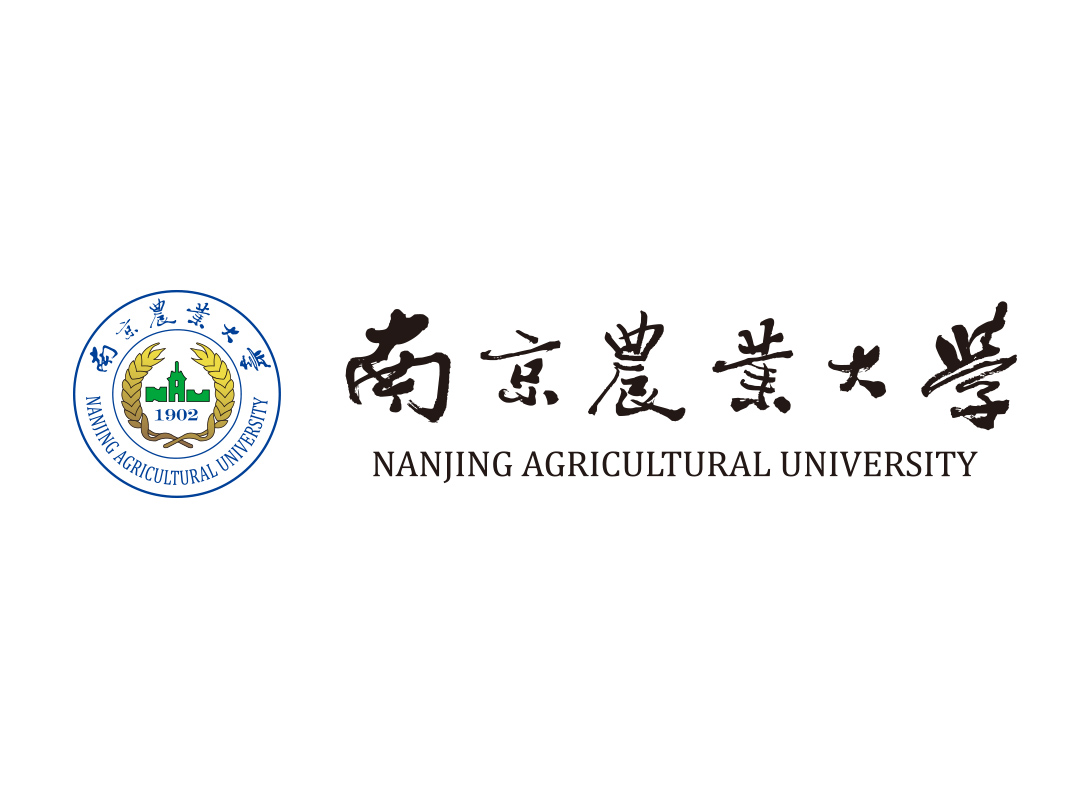 南京農業大學
NANJING AGRICULTURAL UNIVERSITY
1902
南京農業大學
NANJING AGRICULTURAL UNIVERSITY